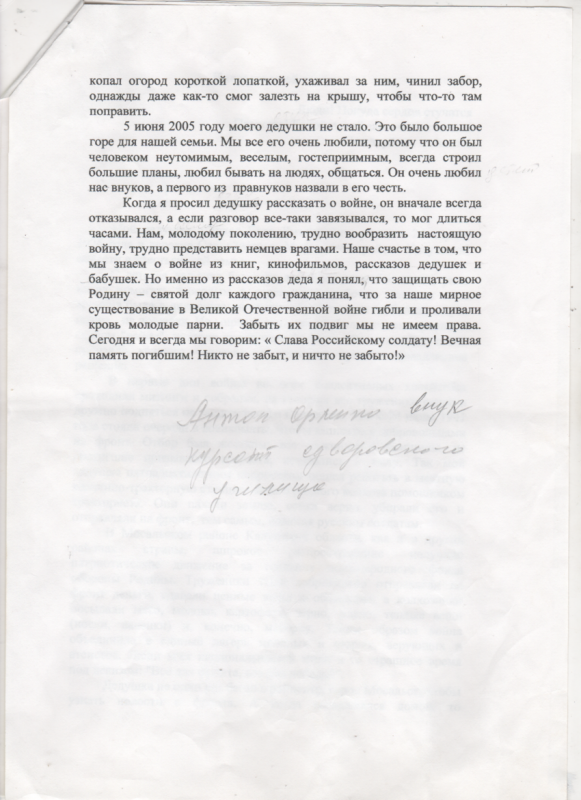 копал огород короткой лопаткой, ухаживал за ним, чинил забор,
однажды даже как-то смог залезть на крышу, чтобы что-то там
поправить.
5 июня 2005 году моего дедушки не стало. Это было большое
горе для нашей семьи. Мы все его очень любили, потому что он был
человеком неутомимым, веселым, гостеприимным, всегда строил
большие планы, любил бывать на людях, общаться. Он очень любил
нас внуков, а первого из правнуков назвали в его честь.
Когда я просил дедушку рассказать о войне, он вначале всегда
отказывался, а если разговор все-таки завязывался, то мог длиться
часами. Нам, молодому поколению, трудно вообразить настоящую
войну, трудно представить немцев врагами. Наше счастье в том, что
мы знаем о войне из книг, кинофильмов, рассказов дедушек и
бабушек. Но именно из рассказов деда я понял, что защищать свою
Родину – святой долг каждого гражданина, что за наше мирное
существование в Великой Отечественной войне гибли и проливали
кровь молодые парни. Забыть их подвиг мы не имеем права.
Сегодня и всегда мы говорим: « Слава Российскому солдату! Вечная
память погибшим! Никто не забыт, и ничто не забыто!»
Антон внук
курсант суворовского
училища